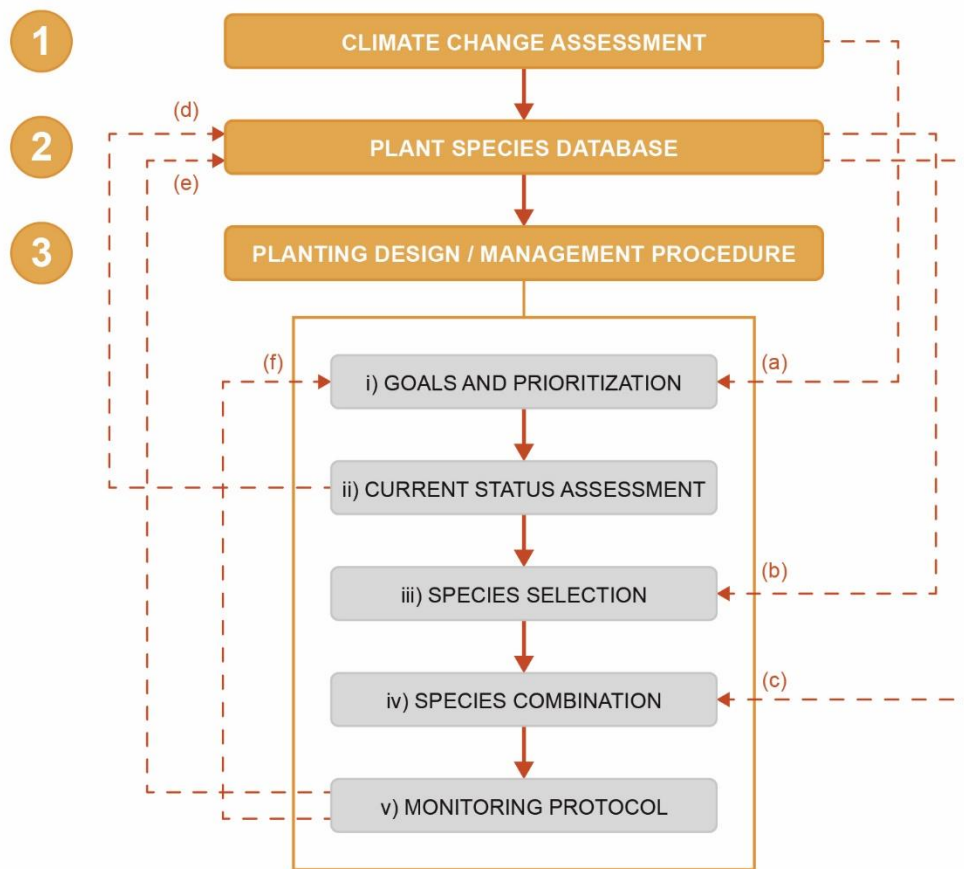 1
CLIMATE CHANGE ASSESSMENT
(d)
2
PLANT SPECIES DATABASE
(e)
3
PLANTING DESIGN / MANAGEMENT PROCEDURE
(f)
i) GOALS AND PRIORITIZATION
(a)
ii) CURRENT STATUS ASSESSMENT
iii) SPECIES SELECTION
(b)
iv) SPECIES COMBINATION
(c)
v) MONITORING PROTOCOL